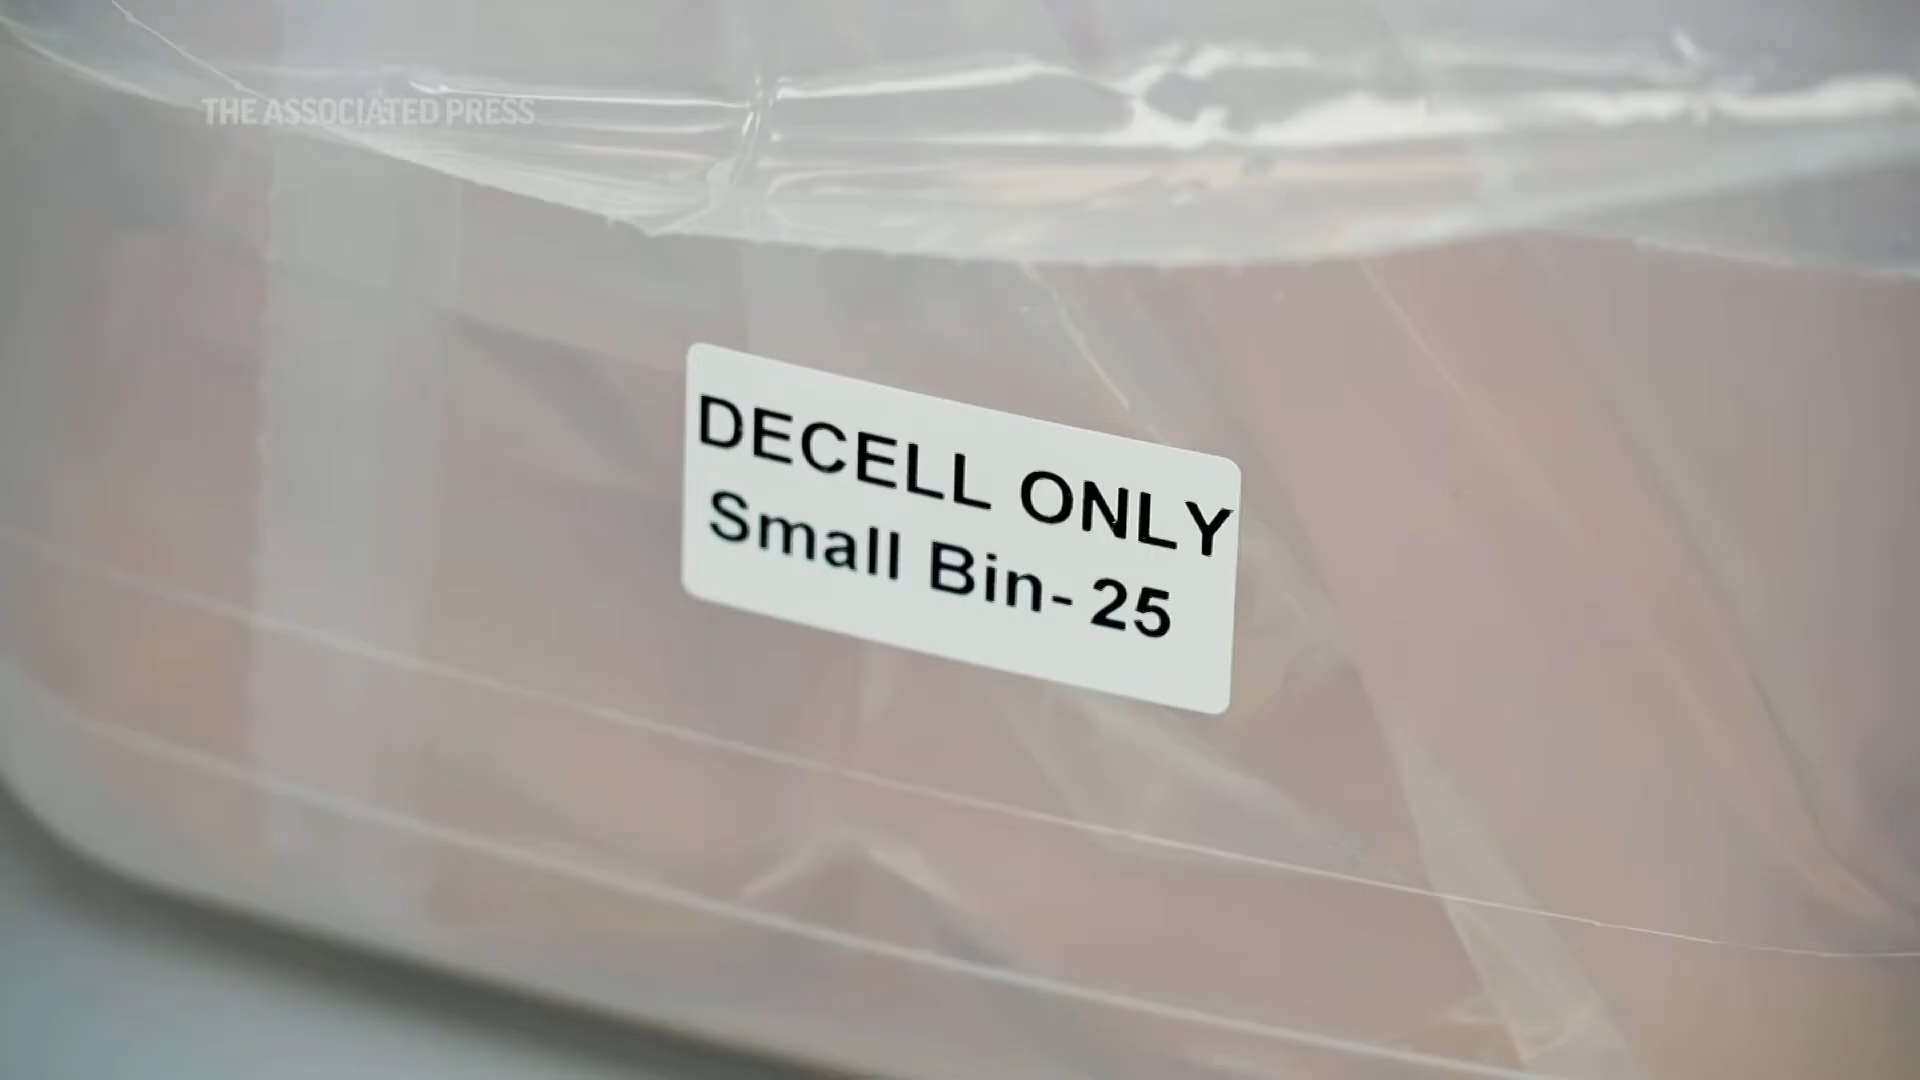 THE ASSOCIATED PRESS
DECELL ONLY
Small Bin- 25